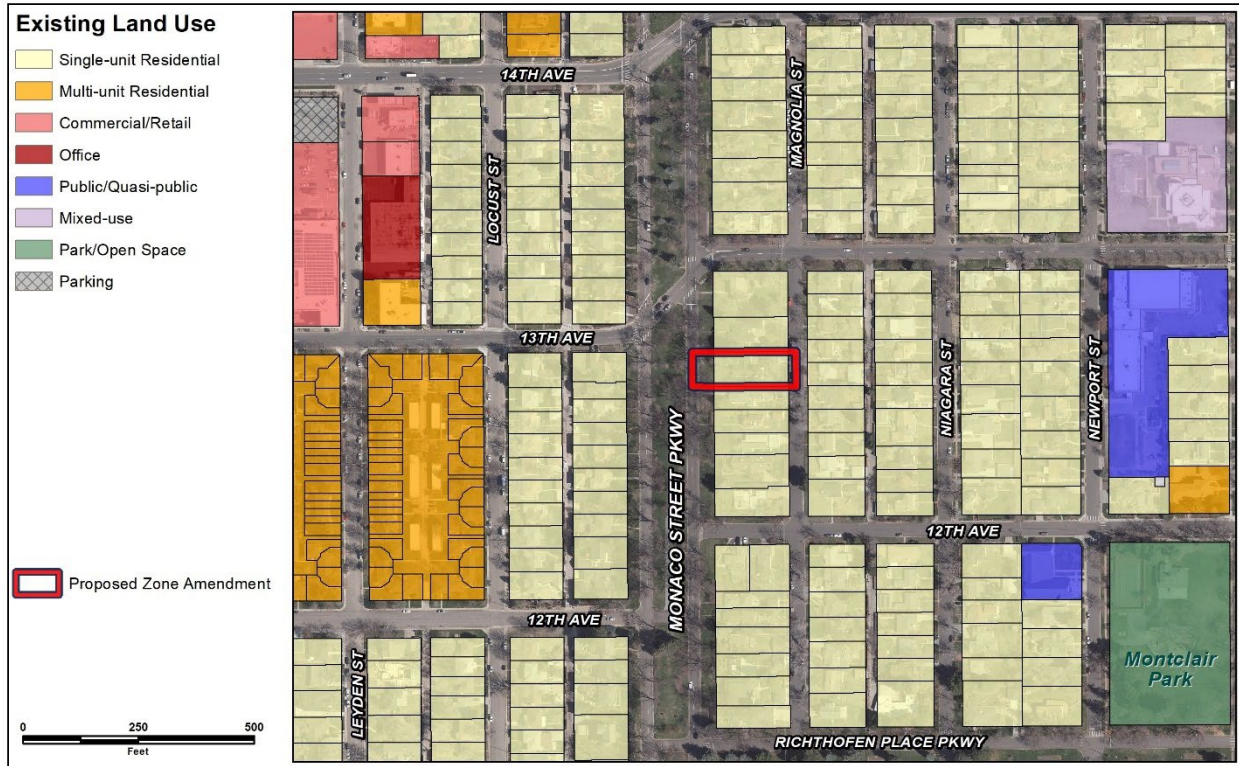 Existing Land Use
Single-unit Residential
Multi-unit Residential
Commercial/Retail
Office
Public/Quasi-public
Mixed-use
Park/Open Space
Parking
Proposed Zone Amendment
0 250 500
Feet
14TH AVE
MAGNOLIA ST
LOCUST ST
13TH AVE
NIAGARA ST
NEWPORT ST
MONACO STREET PKWY
12TH AVE
12TH AVE
LEYDEN ST
Montclair
Park
RICHTHOFEN PLACE PKWY